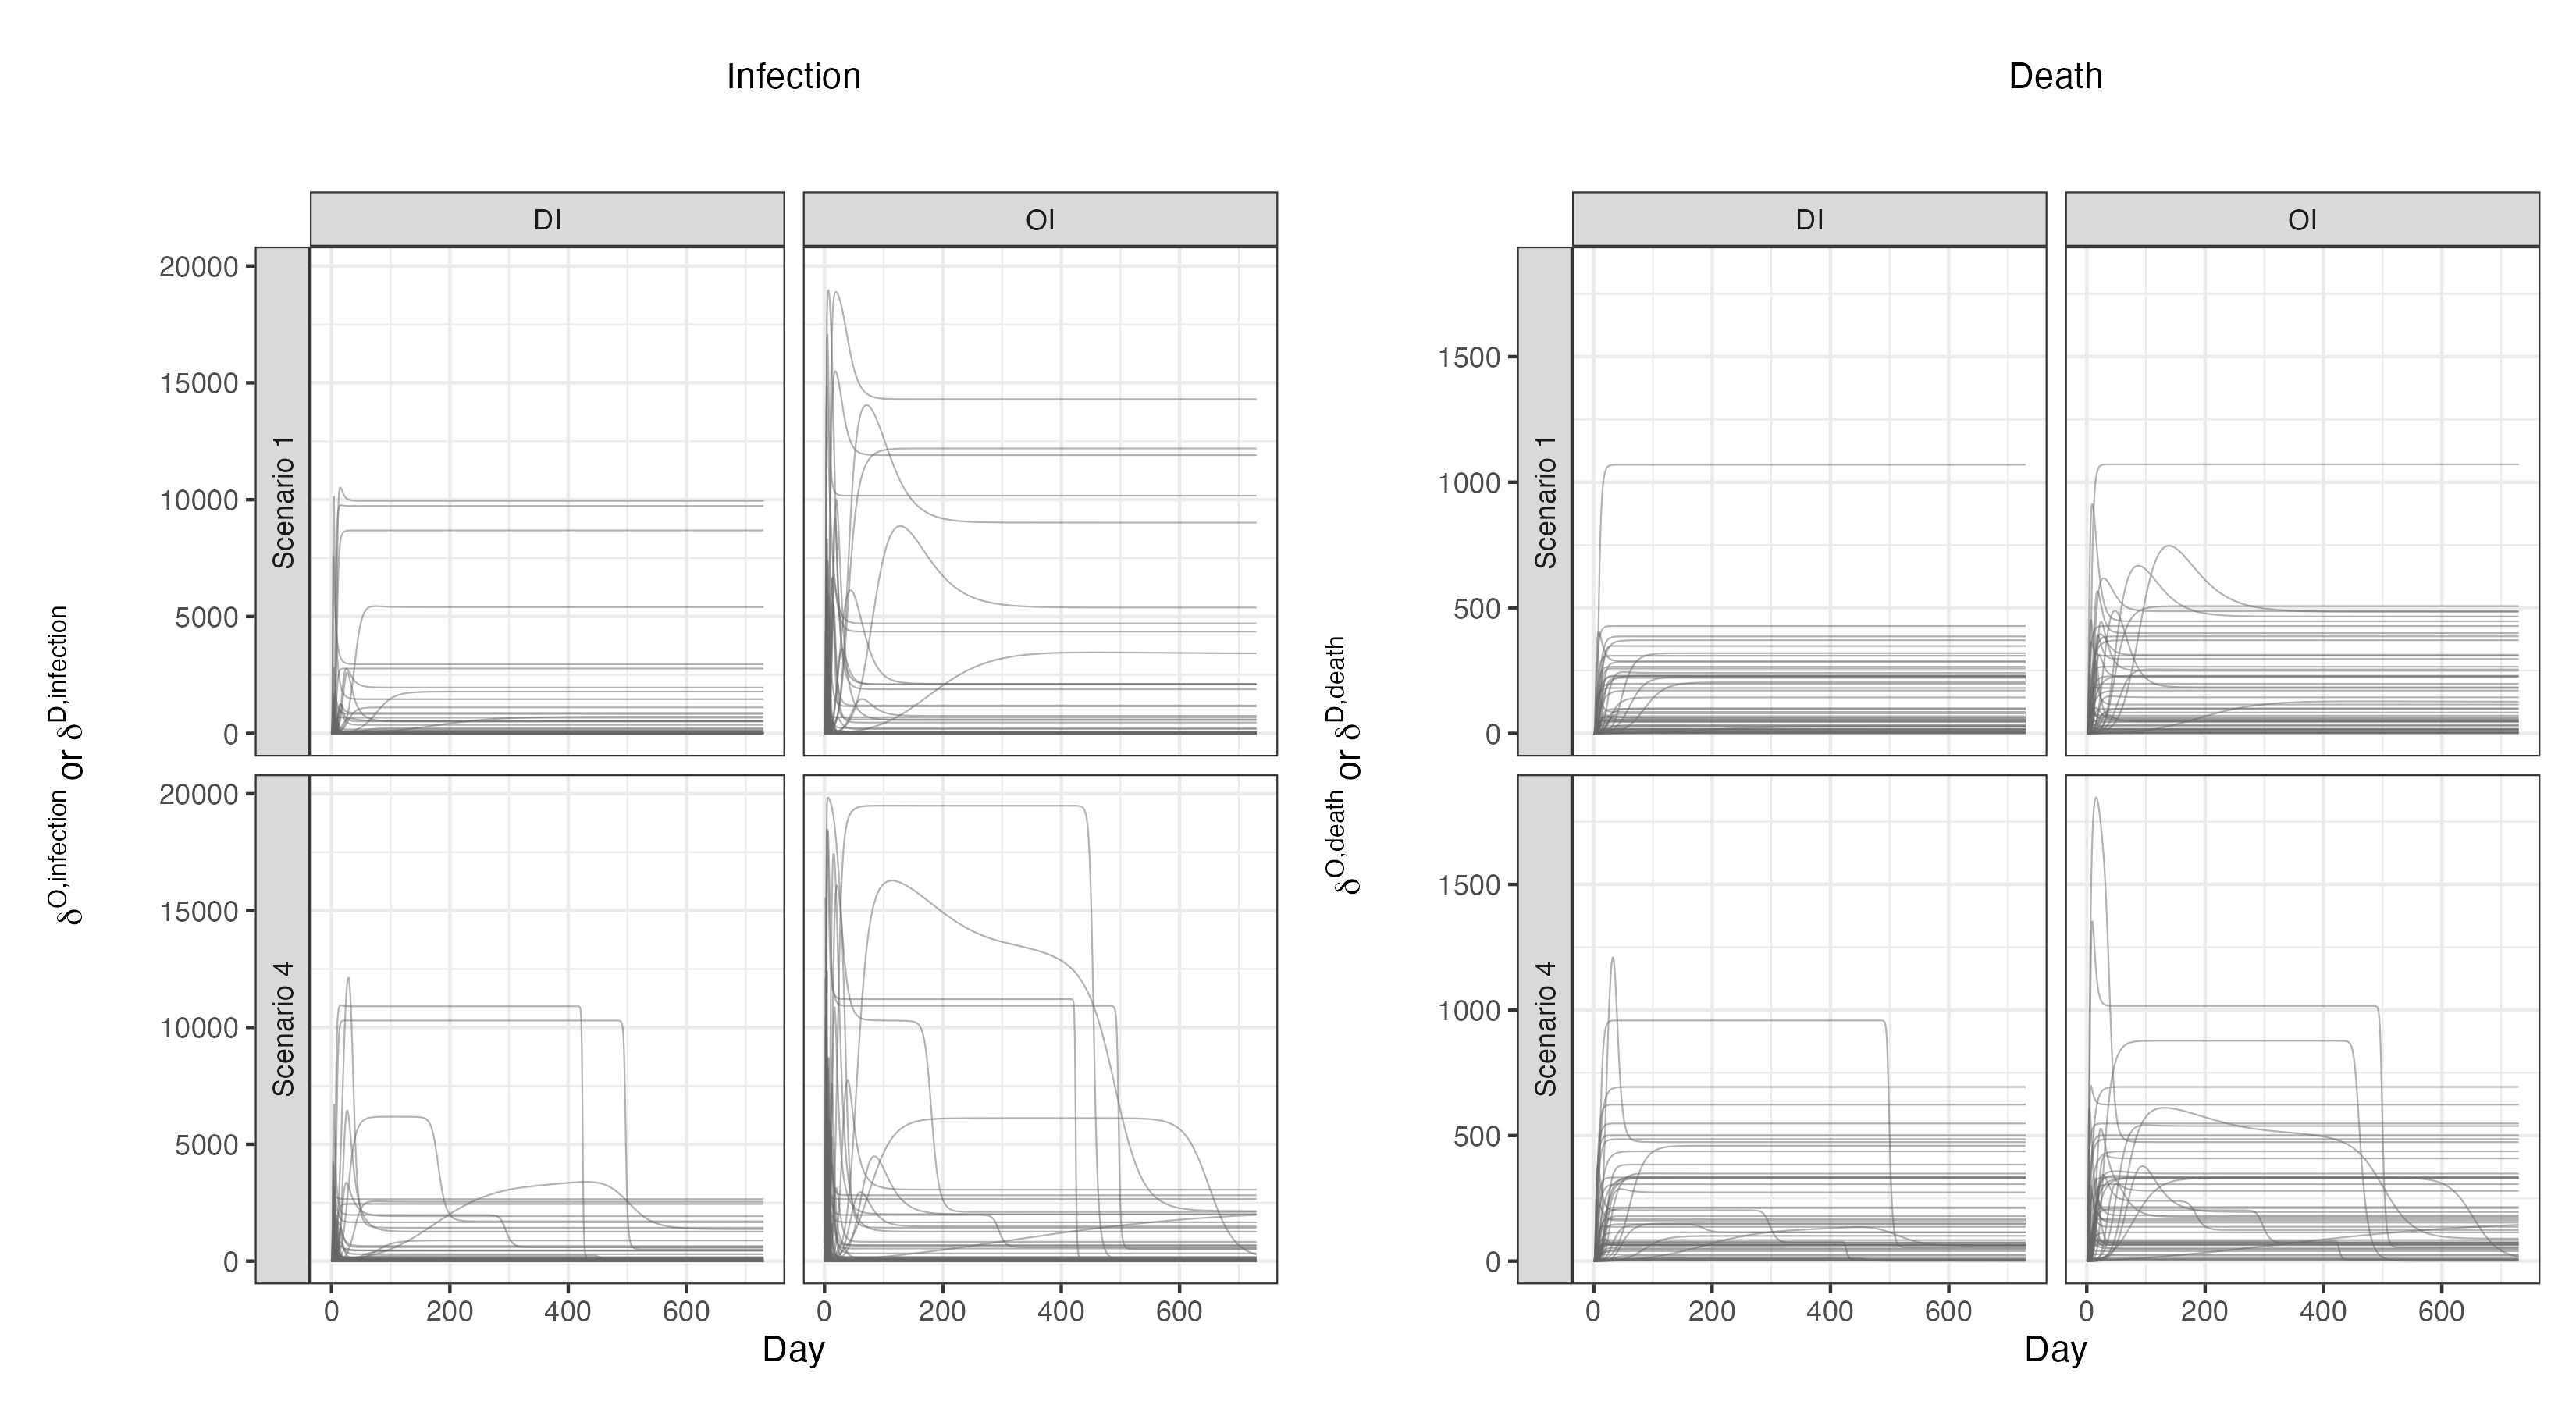 Infection
Death
DI
OI
DI
OI
Scenario 1
Scenario 4
20000
15000
10000
5000
0
20000
15000
10000
5000
0
δO,infection or δD,infection
0 200 400 600
0 200 400 600
Day
Scenario 1
Scenario 4
1500
1000
500
0
1500
1000
500
0
δO,death or δD,death
0 200 400 600
0 200 400 600
Day